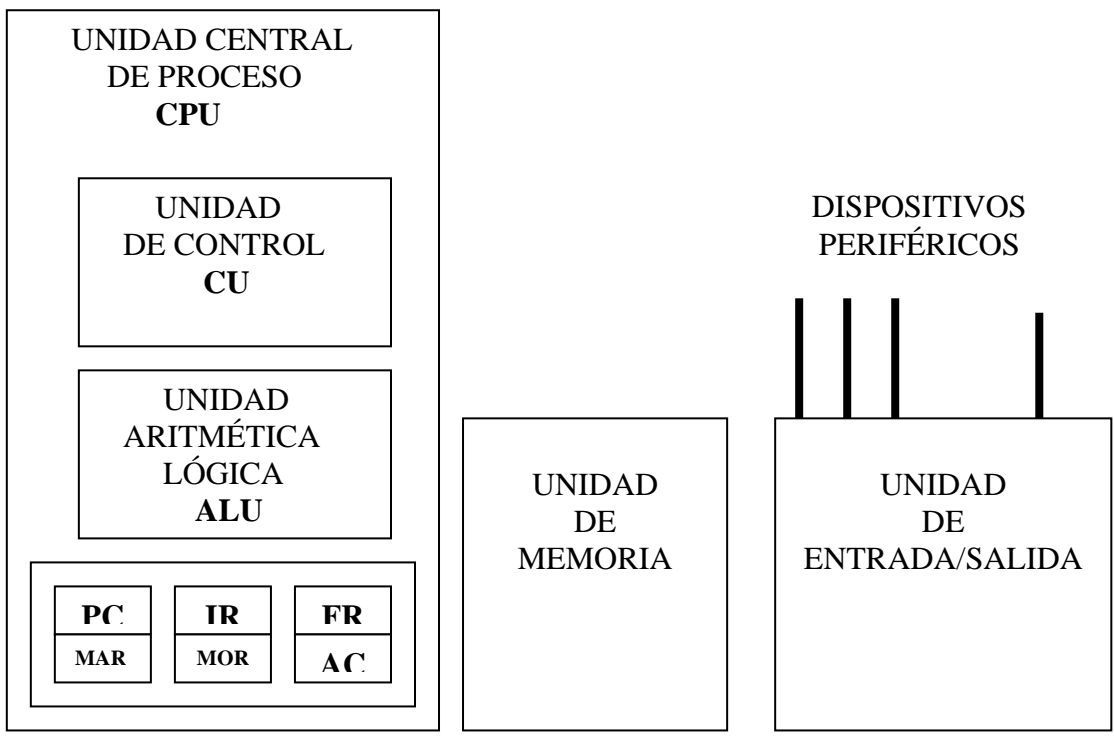 UNIDAD CENTRAL
DE PROCESO
CPU
UNIDAD
DE CONTROL
CU
UNIDAD
ARITMÉTICA
LÓGICA
ALU
PC IR FR
MAR MOR AC
UNIDAD
DE
MEMORIA
DISPOSITIVOS
PERIFÉRICOS
UNIDAD
DE
ENTRADA/SALIDA